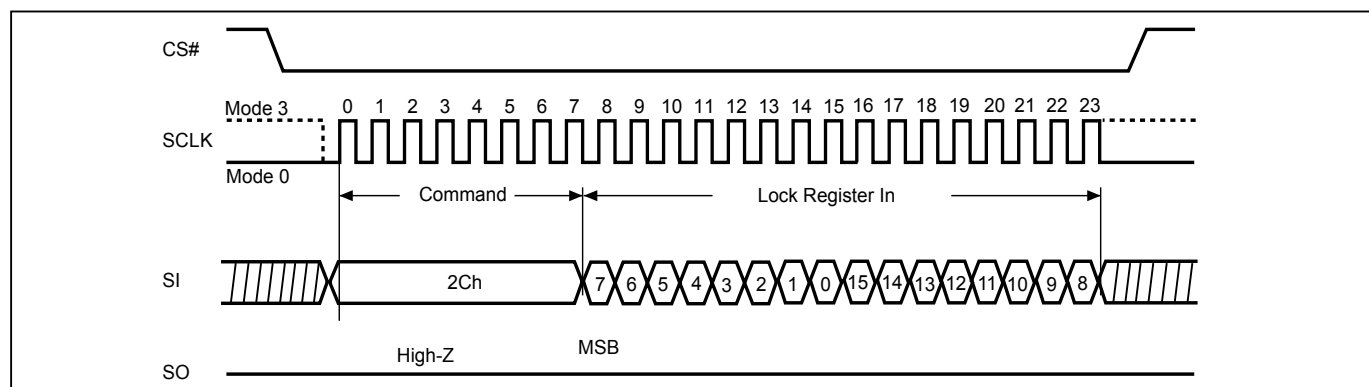 CS#
Mode 3
0 1 2 3 4 5 6 7 8 9 10 11 12 13 14 15 16 17 18 19 20 21 22 23
SCLK
Mode 0
Command
Lock Register In
SI
2Ch
7 6 5 4 3 2 1 0 15 14 13 12 11 10 9 8
High-Z
MSB
SO